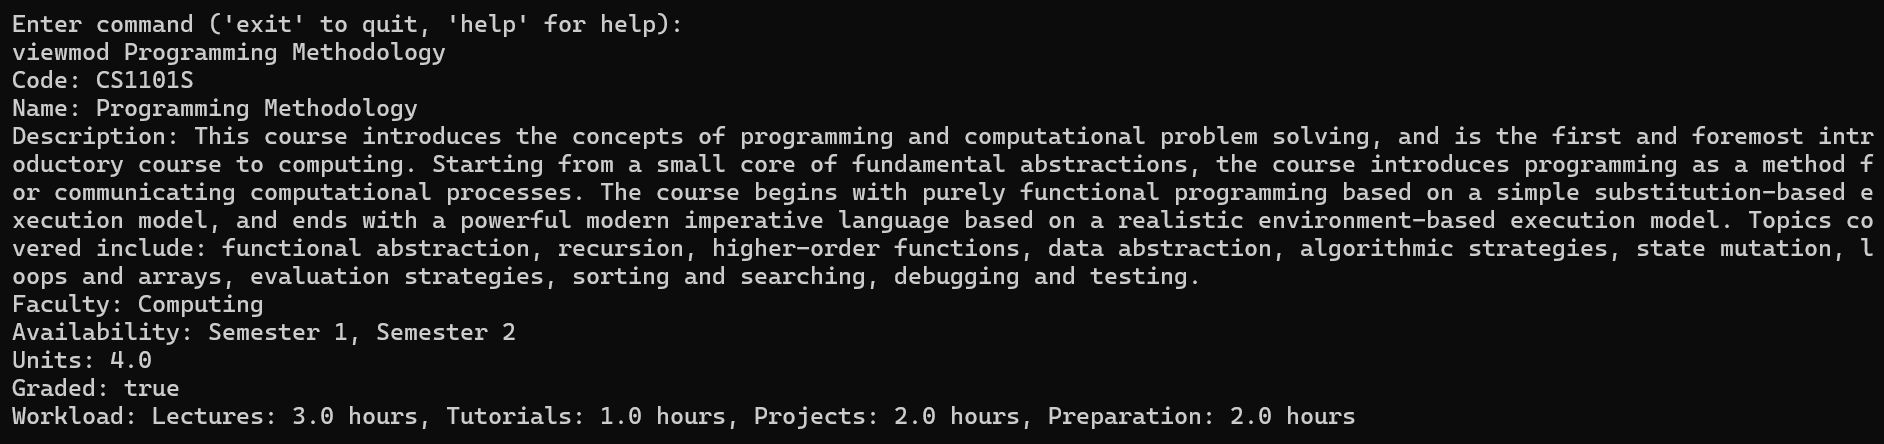 Enter command ('exit' to quit, 'help' for help):
viewmod Programming Methodology
Code: CS1101S
Name: Programming Methodology
Description: This course introduces the concepts of programming and computational problem solving, and is the first and foremost intr
oductory course to computing. Starting from a small core of fundamental abstractions, the course introduces programming as a method f
or communicating computational processes. The course begins with purely functional programming based on a simple substitution-based e
xecution model, and ends with a powerful modern imperative language based on a realistic environment-based execution model. Topics co
vered include: functional abstraction, recursion, higher-order functions, data abstraction, algorithmic strategies, state mutation, l
oops and arrays, evaluation strategies, sorting and searching, debugging and testing.
Faculty: Computing
Availability: Semester 1, Semester 2
Units: 4.0
Graded: true
Workload: Lectures: 3.0 hours, Tutorials: 1.0 hours, Projects: 2.0 hours, Preparation: 2.0 hours